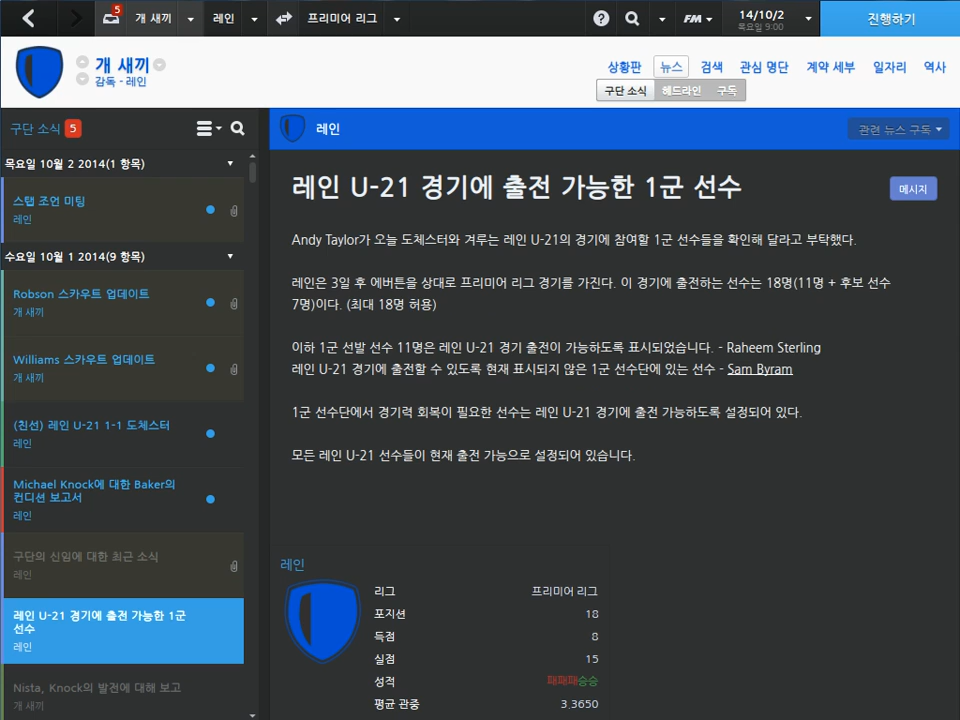 5
개 새끼
레인
프리미어 리그
?
FM
14/10/2
목요일 9:00
진행하기
개 새끼
감독 - 레인
상황판
뉴스
검색
관심 명단
계약 세부
일자리
역사
구단 소식
헤드라인
구독
구단 소식 5
목요일 10월 2 2014(1 항목)
스탭 조언 미팅
레인
수요일 10월 1 2014(9 항목)
Robson 스카우트 업데이트
개 새끼
Williams 스카우트 업데이트
개 새끼
(친선) 레인 U-21 1-1 도체스터
레인
Michael Knock에 대한 Baker의
컨디션 보고서
레인
구단의 신임에 대한 최근 소식
레인
레인 U-21 경기에 출전 가능한 1군
선수
레인
Nista, Knock의 발전에 대해 보고
개 새끼
레인
관련 뉴스 구독
레인 U-21 경기에 출전 가능한 1군 선수
메시지
Andy Taylor가 오늘 도체스터와 겨루는 레인 U-21의 경기에 참여할 1군 선수들을 확인해 달라고 부탁했다.
레인은 3일 후 에버튼을 상대로 프리미어 리그 경기를 가진다. 이 경기에 출전하는 선수는 18명(11명 + 후보 선수
7명)이다. (최대 18명 허용)
이하 1군 선발 선수 11명은 레인 U-21 경기 출전이 가능하도록 표시되었습니다. - Raheem Sterling
레인 U-21 경기에 출전할 수 있도록 현재 표시되지 않은 1군 선수단에 있는 선수 - Sam Byram
1군 선수단에서 경기력 회복이 필요한 선수는 레인 U-21 경기에 출전 가능하도록 설정되어 있다.
모든 레인 U-21 선수들이 현재 출전 가능으로 설정되어 있습니다.
레인
리그 프리미어 리그
포지션 18
득점 8
실점 15
성적 패패패승승
평균 관중 3,3650